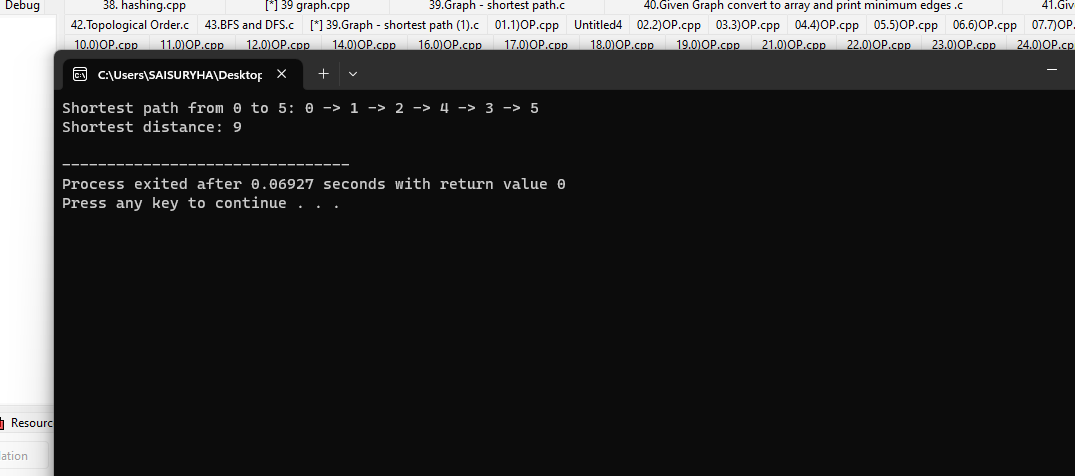 Debug 38. hashing.cpp [*] 39 graph.cpp 39.Graph - shortest path.c 40.Given Graph convert to array and print minimum edges .c 41.Giv
42.Topological Order.c 43.BFS and DFS.c [*] 39.Graph - shortest path (1).c 01.1)OP.cpp Untitled4 02.2)OP.cpp 03.3)OP.cpp 04.4)OP.cpp 05.5)OP.cpp 06.6)OP.cpp 07.7)OP.
10.0)OP.cpp 11.0)OP.cpp 12.0)OP.cpp 14.0)OP.cpp 16.0)OP.cpp 17.0)OP.cpp 18.0)OP.cpp 19.0)OP.cpp 21.0)OP.cpp 22.0)OP.cpp 23.0)OP.cpp 24.0)OP.cp
C:\Users\SAISURYHA\Desktop
Shortest path from 0 to 5: 0 -> 1 -> 2 -> 4 -> 3 -> 5
Shortest distance: 9
--------------------------------
Process exited after 0.06927 seconds with return value 0
Press any key to continue . . .
Resourc
lation